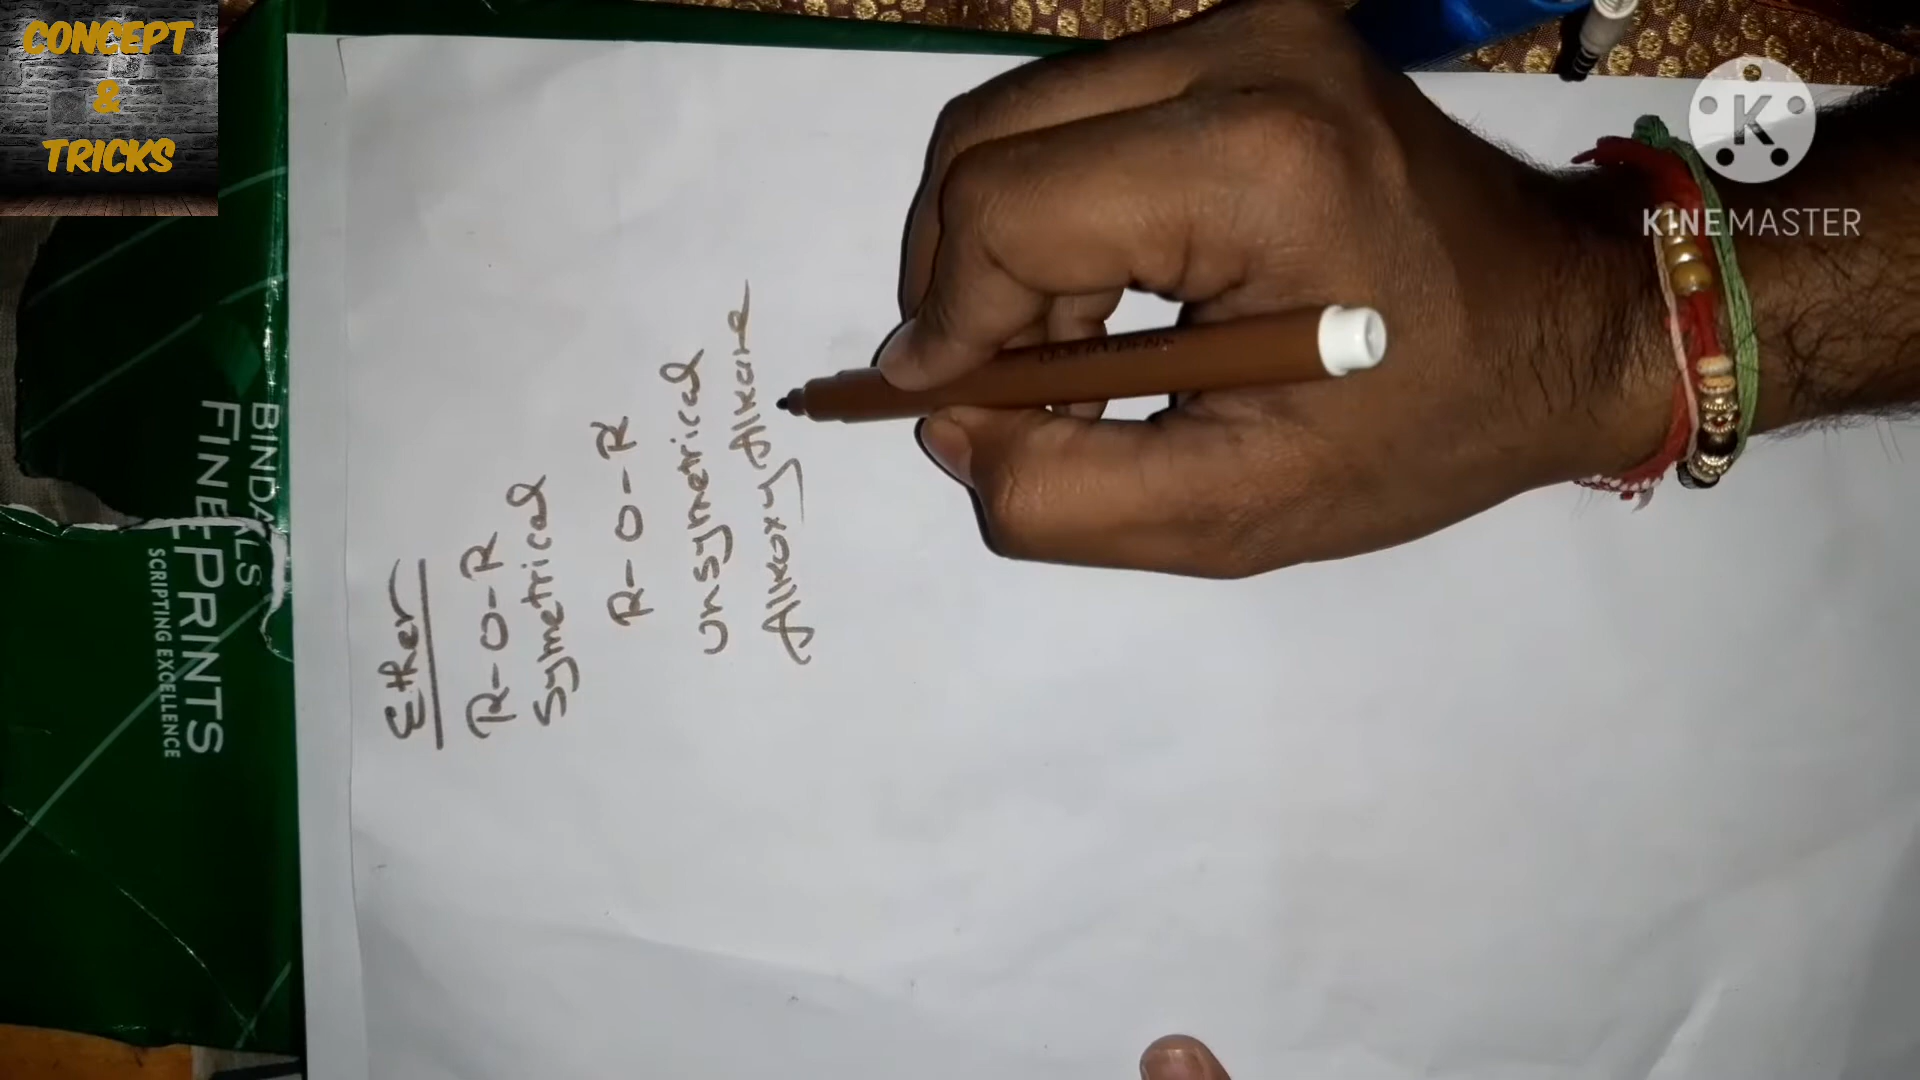 CONCEPT
&
TRICKS
K
KINEMASTER
BINDALS
FINE PRINTS
SCRIPTING EXCELLENCE
Ether
R-O-R
Symetrical
R-O-R
Unsymetrical
Alkoxy Alkane